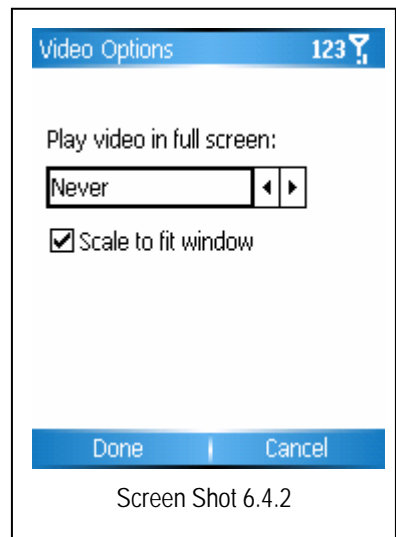 Video Options 123
Play video in full screen:
Never
Scale to fit window
Done Cancel
Screen Shot 6.4.2